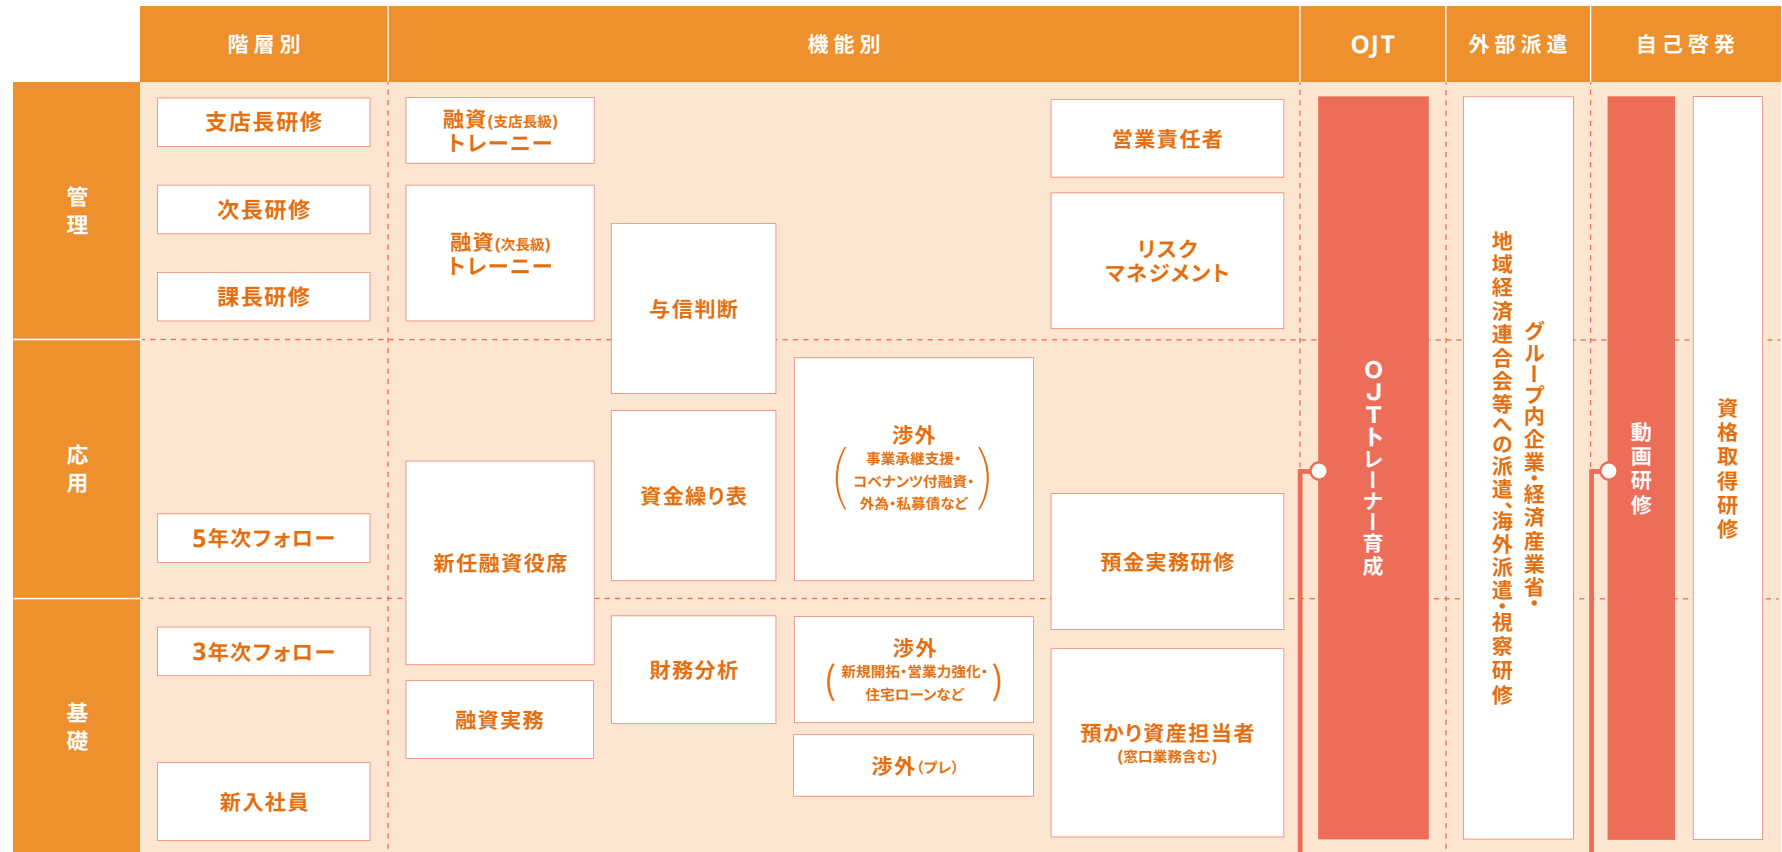 階層別
機能別
OJT
外部派遣
自己啓発
管理
応用
基礎
支店長研修
次長研修
課長研修
5年次フォロー
3年次フォロー
新入社員
融資(支店長級)
トレーニー
融資(次長級)
トレーニー
新任融資役席
融資実務
与信判断
資金繰り表
財務分析
渉外
事業承継支援・
コベナンツ付融資・
外為・私募債など
渉外
新規開拓・営業力強化・
住宅ローンなど
渉外(プレ)
営業責任者
リスク
マネジメント
預金実務研修
預かり資産担当者
(窓口業務含む)
OJTトレーナー育成
グループ内企業・経済産業省・
地域経済連合会等への派遣、海外派遣・視察研修
動画研修
資格取得研修